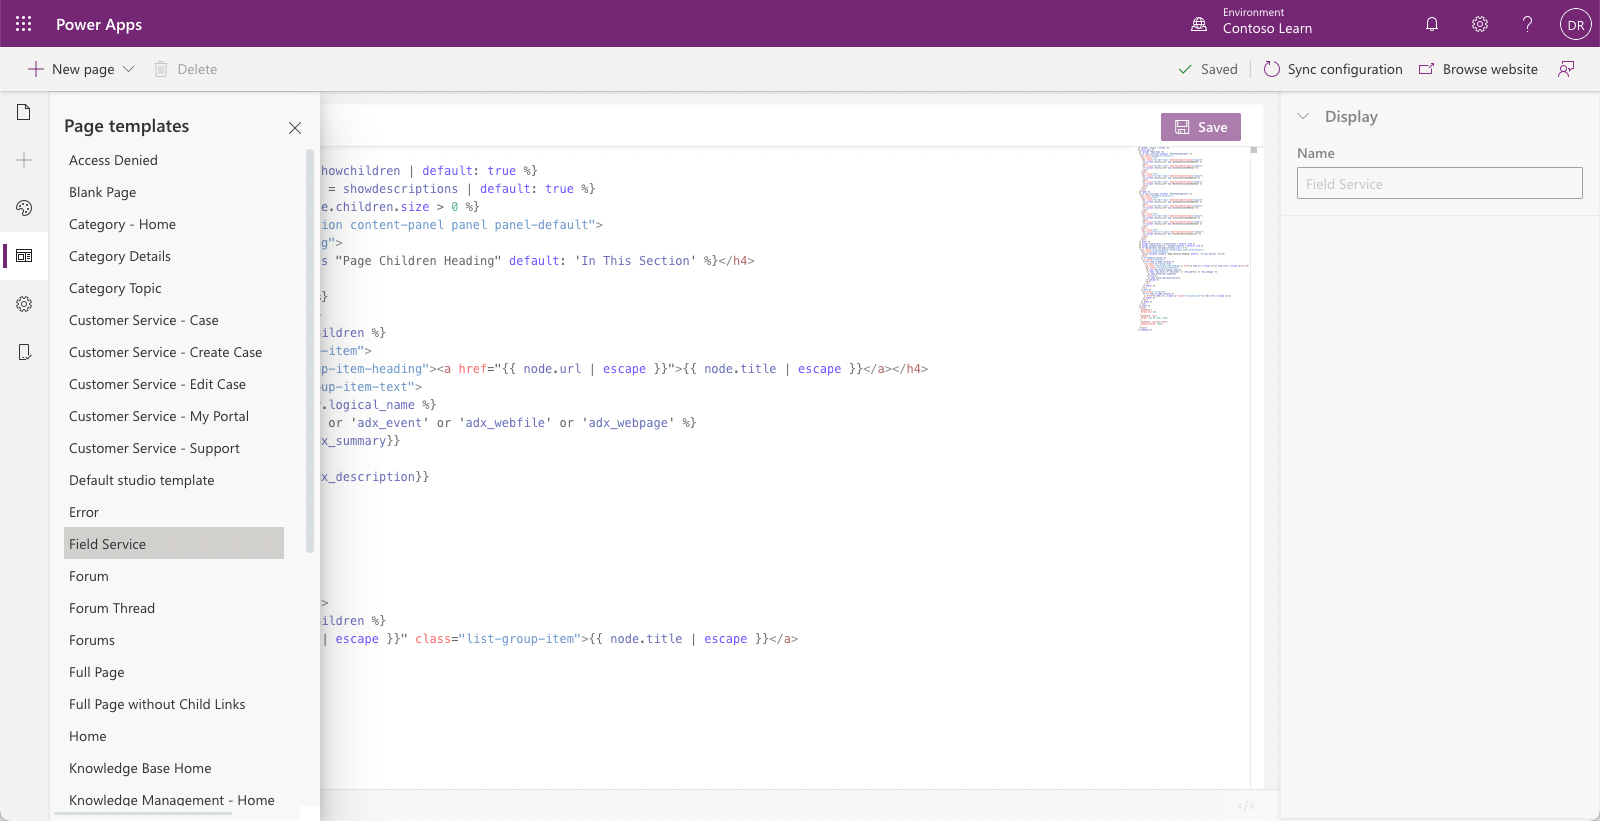 Power Apps
Environment
Contoso Learn
?
DR
New page
Delete
Saved
Sync configuration
Browse website
Page templates
Access Denied
Blank Page
Category - Home
Category Details
Category Topic
Customer Service - Case
Customer Service - Create Case
Customer Service - Edit Case
Customer Service - My Portal
Customer Service - Support
Default studio template
Error
Field Service
Forum
Forum Thread
Forums
Full Page
Full Page without Child Links
Home
Knowledge Base Home
Knowledge Management - Home
Save
howchildren | default: true %}
= showdescriptions | default: true %}
e.children.size > 0 %}
ion content-panel panel panel-default">
g">
s "Page Children Heading" default: 'In This Section' %}</h4>
s}
>
ildren %}
-item">
p-item-heading"><a href="{{ node.url | escape }}">{{ node.title | escape }}</a></h4>
up-item-text">
.logical_name %}
or 'adx_event' or 'adx_webfile' or 'adx_webpage' %}
x_summary}}
x_description}}
>
ildren %}
| escape }}" class="list-group-item">{{ node.title | escape }}</a>
</>
Display
Name
Field Service